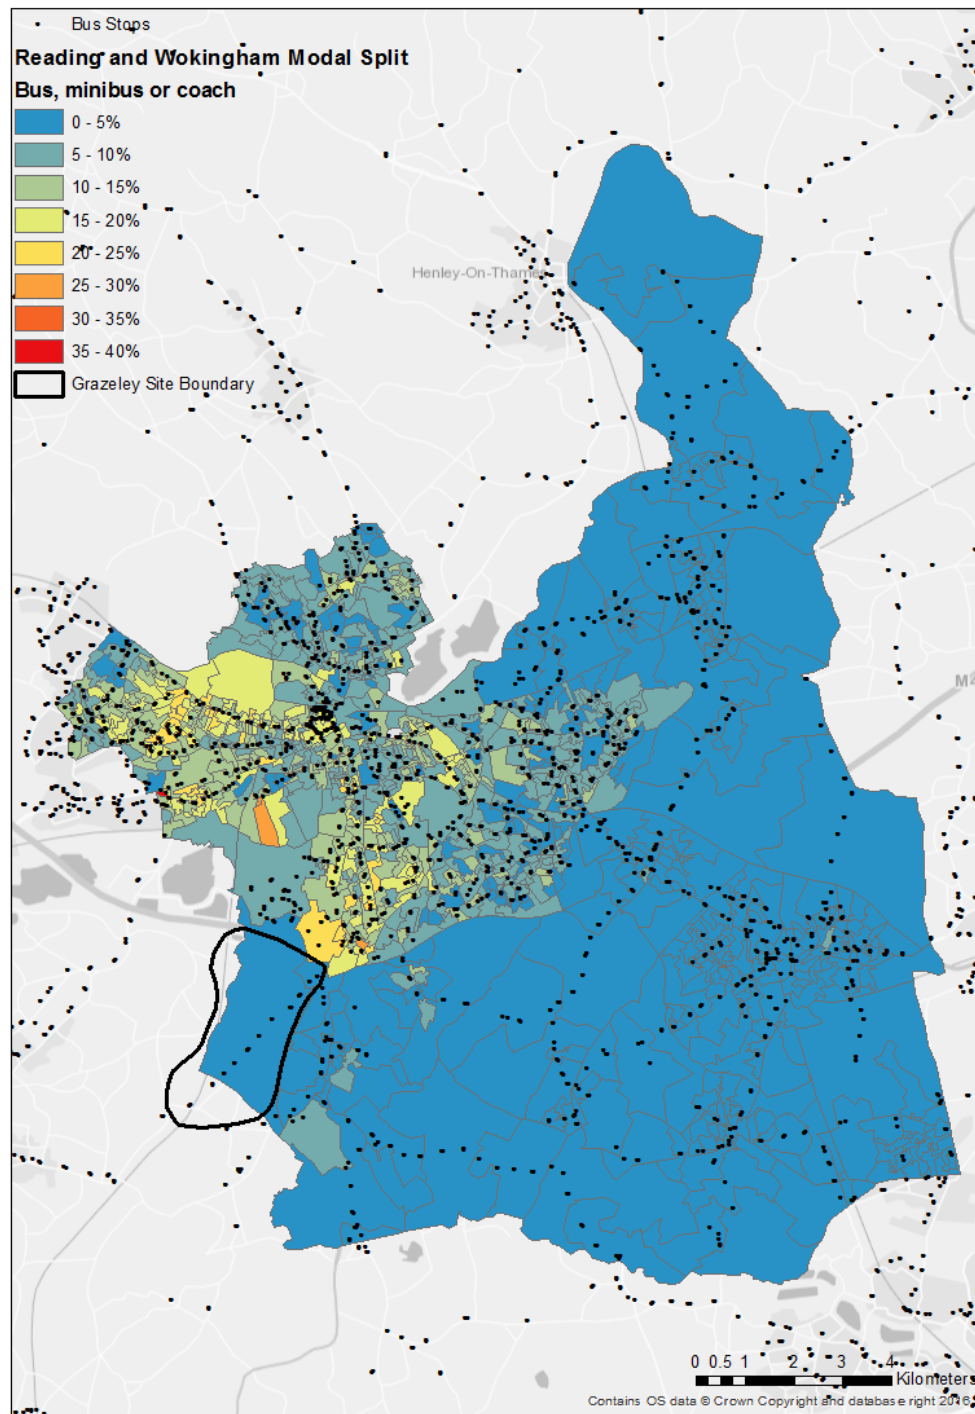 Bus Stops
Reading and Wokingham Modal Split
Bus, minibus or coach
0 - 5%
5 - 10%
10 - 15%
15 - 20%
20 - 25%
25 - 30%
30 - 35%
35 - 40%
Grazeley Site Boundary
Henley-On-Thames
0 0.5 1 2 3 4
Kilometers
Contains OS data © Crown Copyright and database right 2016